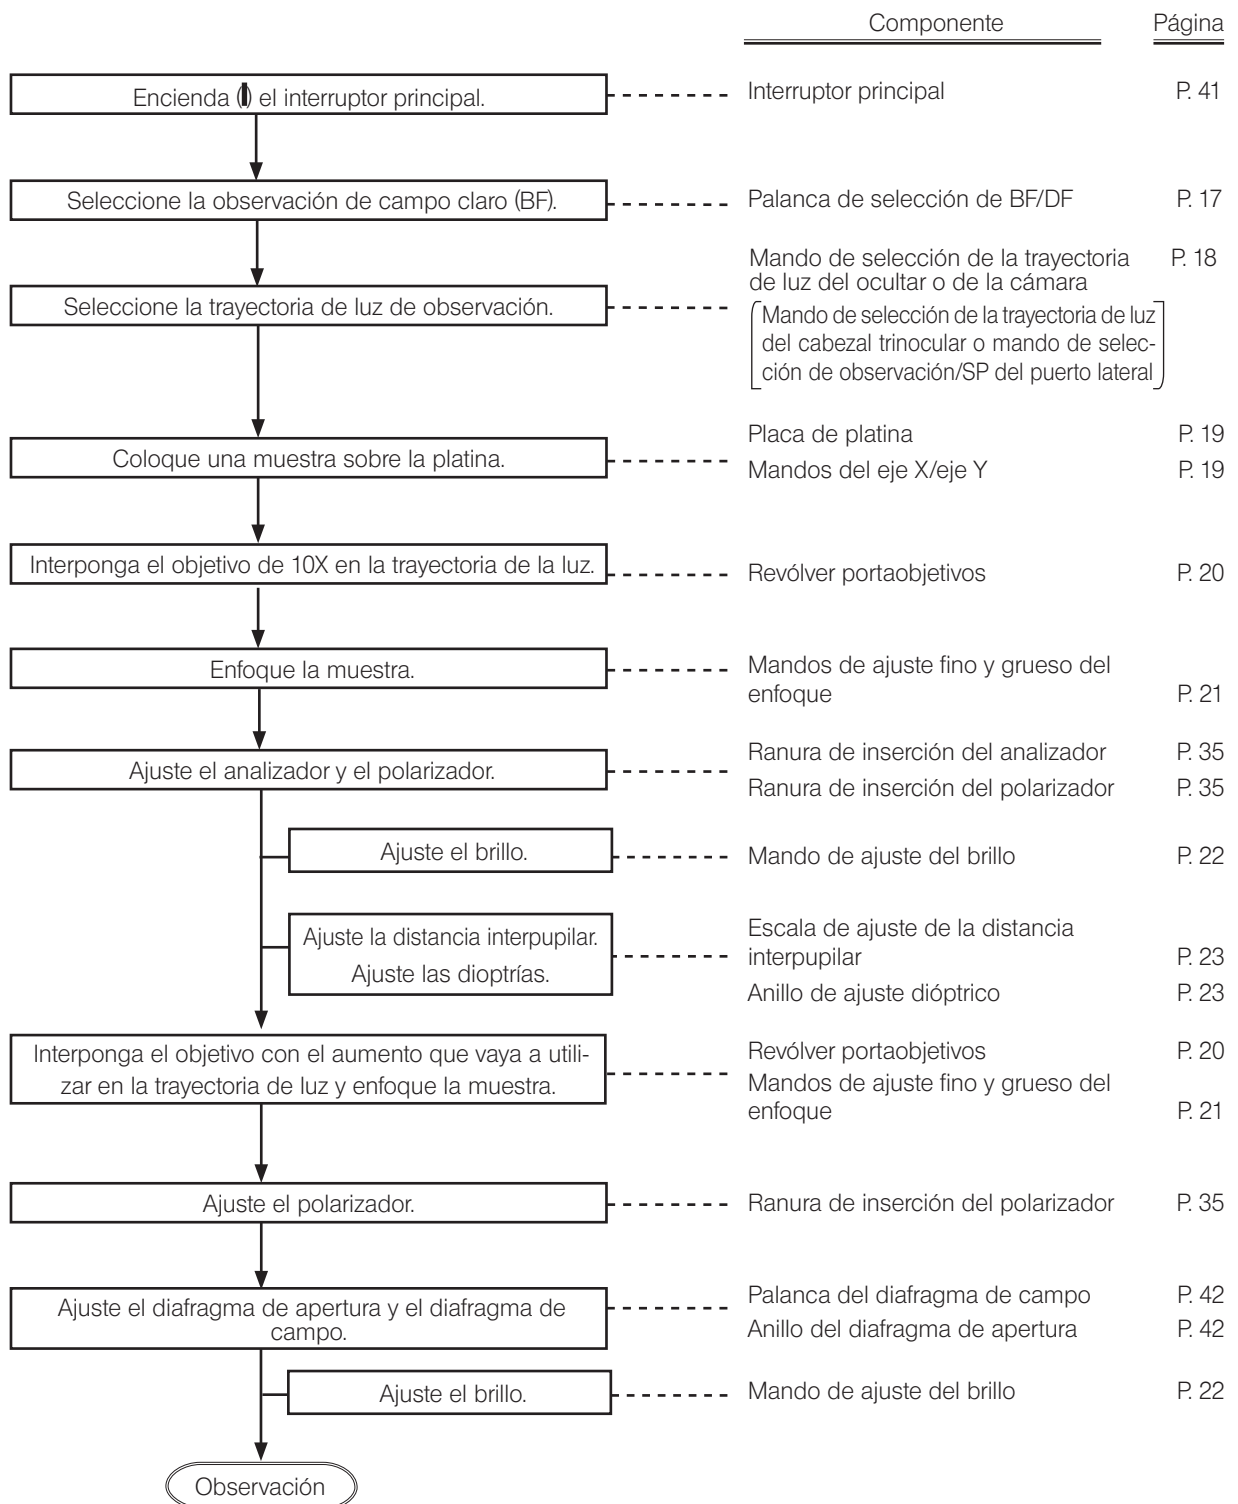 Componente Página
Encienda (I) el interruptor principal. Interruptor principal P. 41
Seleccione la observación de campo claro (BF). Palanca de selección de BF/DF P. 17
Mando de selección de la trayectoria P. 18
de luz del ocultar o de la cámara
Seleccione la trayectoria de luz de observación.
Mando de selección de la trayectoria de luz
del cabezal trinocular o mando de selec-
ción de observación/SP del puerto lateral
Placa de platina P. 19
Coloque una muestra sobre la platina.
Mandos del eje X/eje Y P. 19
Interponga el objetivo de 10X en la trayectoria de la luz. Revólver portaobjetivos P. 20
Enfoque la muestra.
Mandos de ajuste fino y grueso del
enfoque P. 21
Ajuste el analizador y el polarizador.
Ranura de inserción del analizador P. 35
Ranura de inserción del polarizador P. 35
Ajuste el brillo. Mando de ajuste del brillo P. 22
Ajuste la distancia interpupilar.
Ajuste las dioptrías.
Escala de ajuste de la distancia
interpupilar P. 23
Anillo de ajuste dióptrico P. 23
Interponga el objetivo con el aumento que vaya a utili-
zar en la trayectoria de luz y enfoque la muestra.
Revólver portaobjetivos P. 20
Mandos de ajuste fino y grueso del
enfoque P. 21
Ajuste el polarizador. Ranura de inserción del polarizador P. 35
Ajuste el diafragma de apertura y el diafragma de
campo.
Palanca del diafragma de campo P. 42
Anillo del diafragma de apertura P. 42
Ajuste el brillo. Mando de ajuste del brillo P. 22
Observación